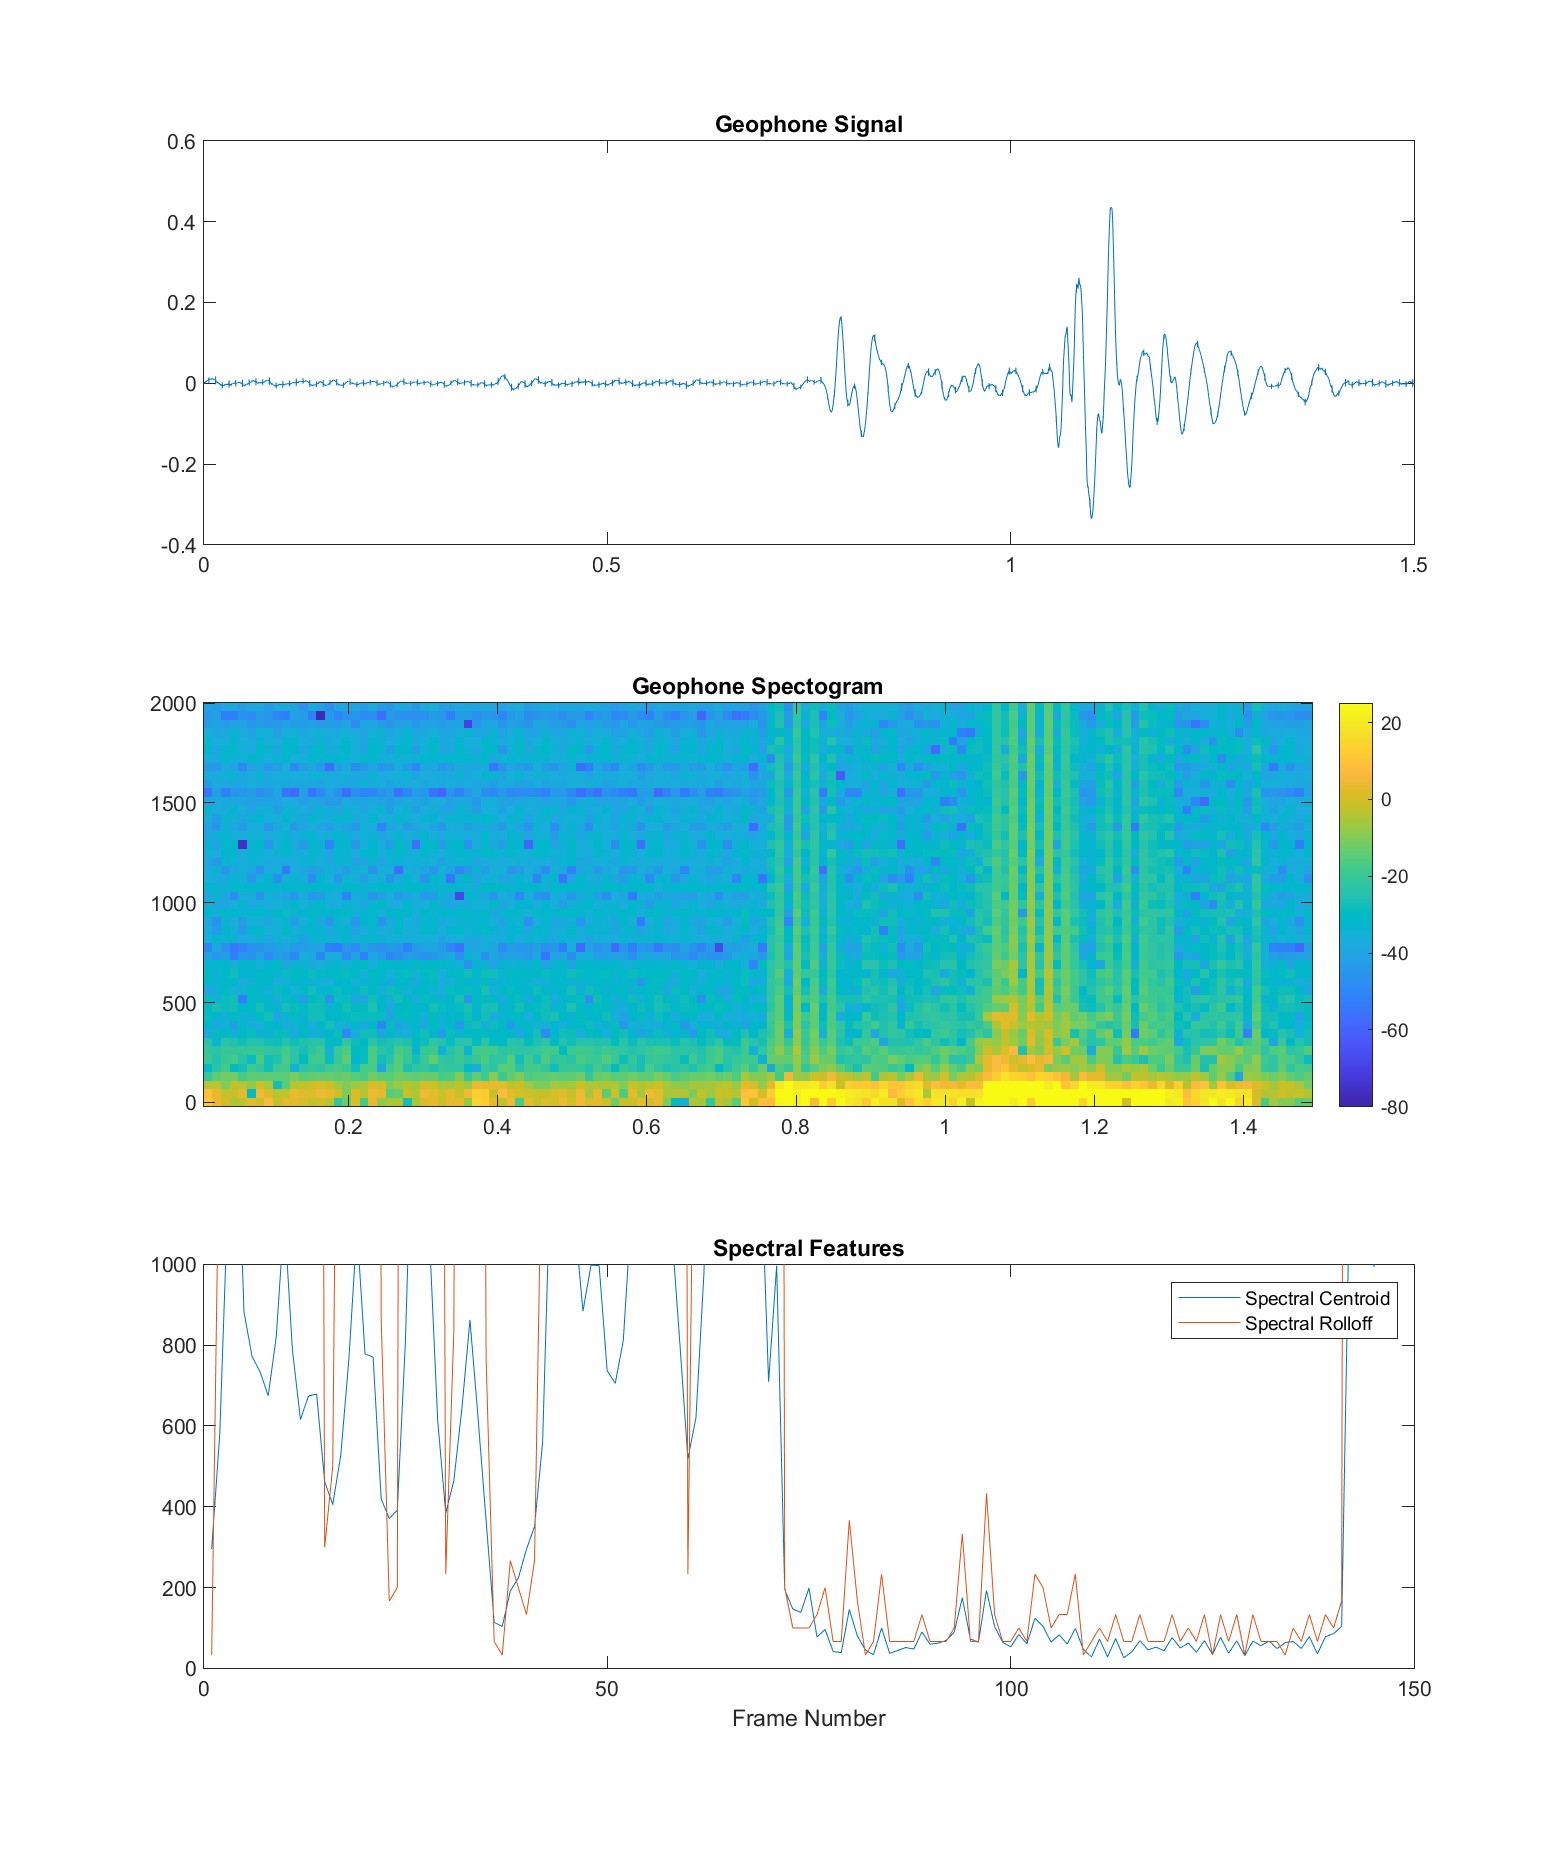 Geophone Signal
0.6
0.4
0.2
0
-0.2
-0.4
0 0.5 1 1.5
Geophone Spectogram
2000
1500
1000
500
0
20
0
-20
-40
-60
-80
0.2 0.4 0.6 0.8 1 1.2 1.4
Spectral Features
1000
800
600
400
200
0
Spectral Centroid
Spectral Rolloff
0 50 100 150
Frame Number